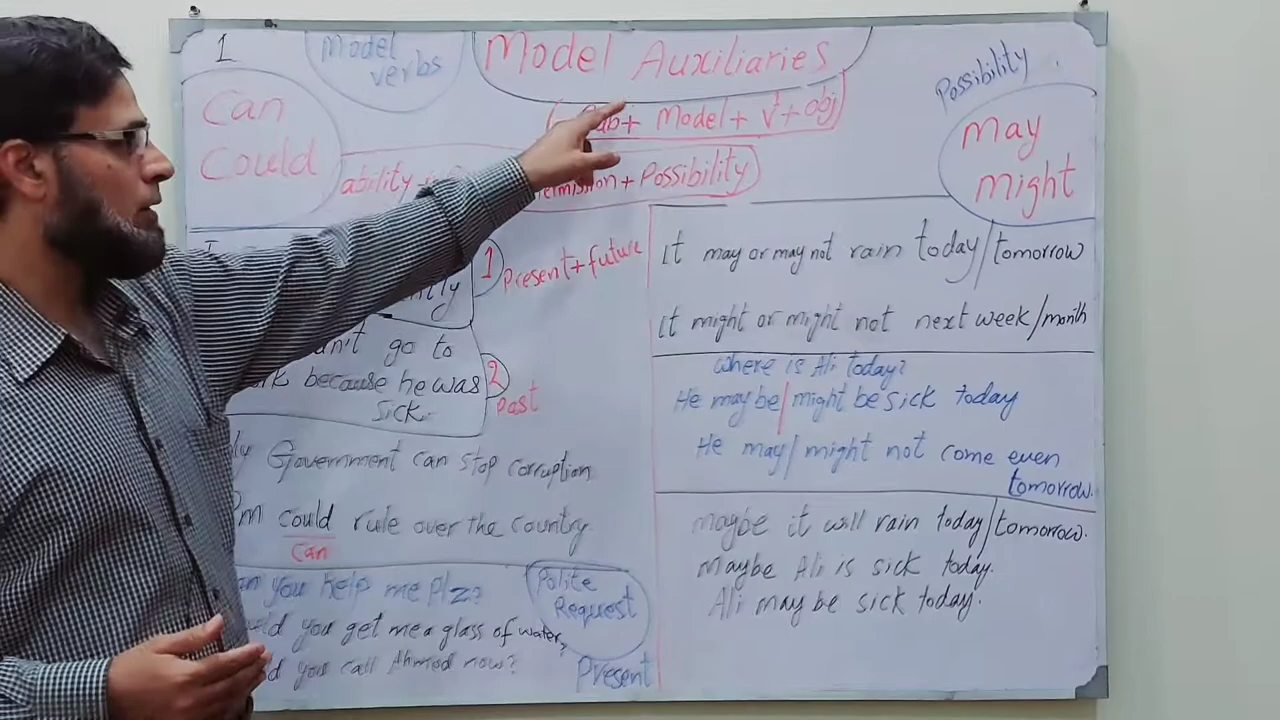 1
Model
verbs
Model Auxiliaries
Sub + Model + V1 + obj
Can
Could
ability
+ Possibility
Possibility
may
might
1 Present + future
because he was
sick.
go to
2
Past
Government can stop corruption
could rule over the country
can
you help me Plz?
you get me a glass of water,
you call Ahmad now?
Polite
Request
Present
It may or may not rain today/tomorrow
It might or might not next week/month
Where is Ali today?
He may be/might be sick today
He may/might not come even
tomorrow.
maybe it will rain today/tomorrow.
Maybe Ali is sick today.
Ali may be sick today.